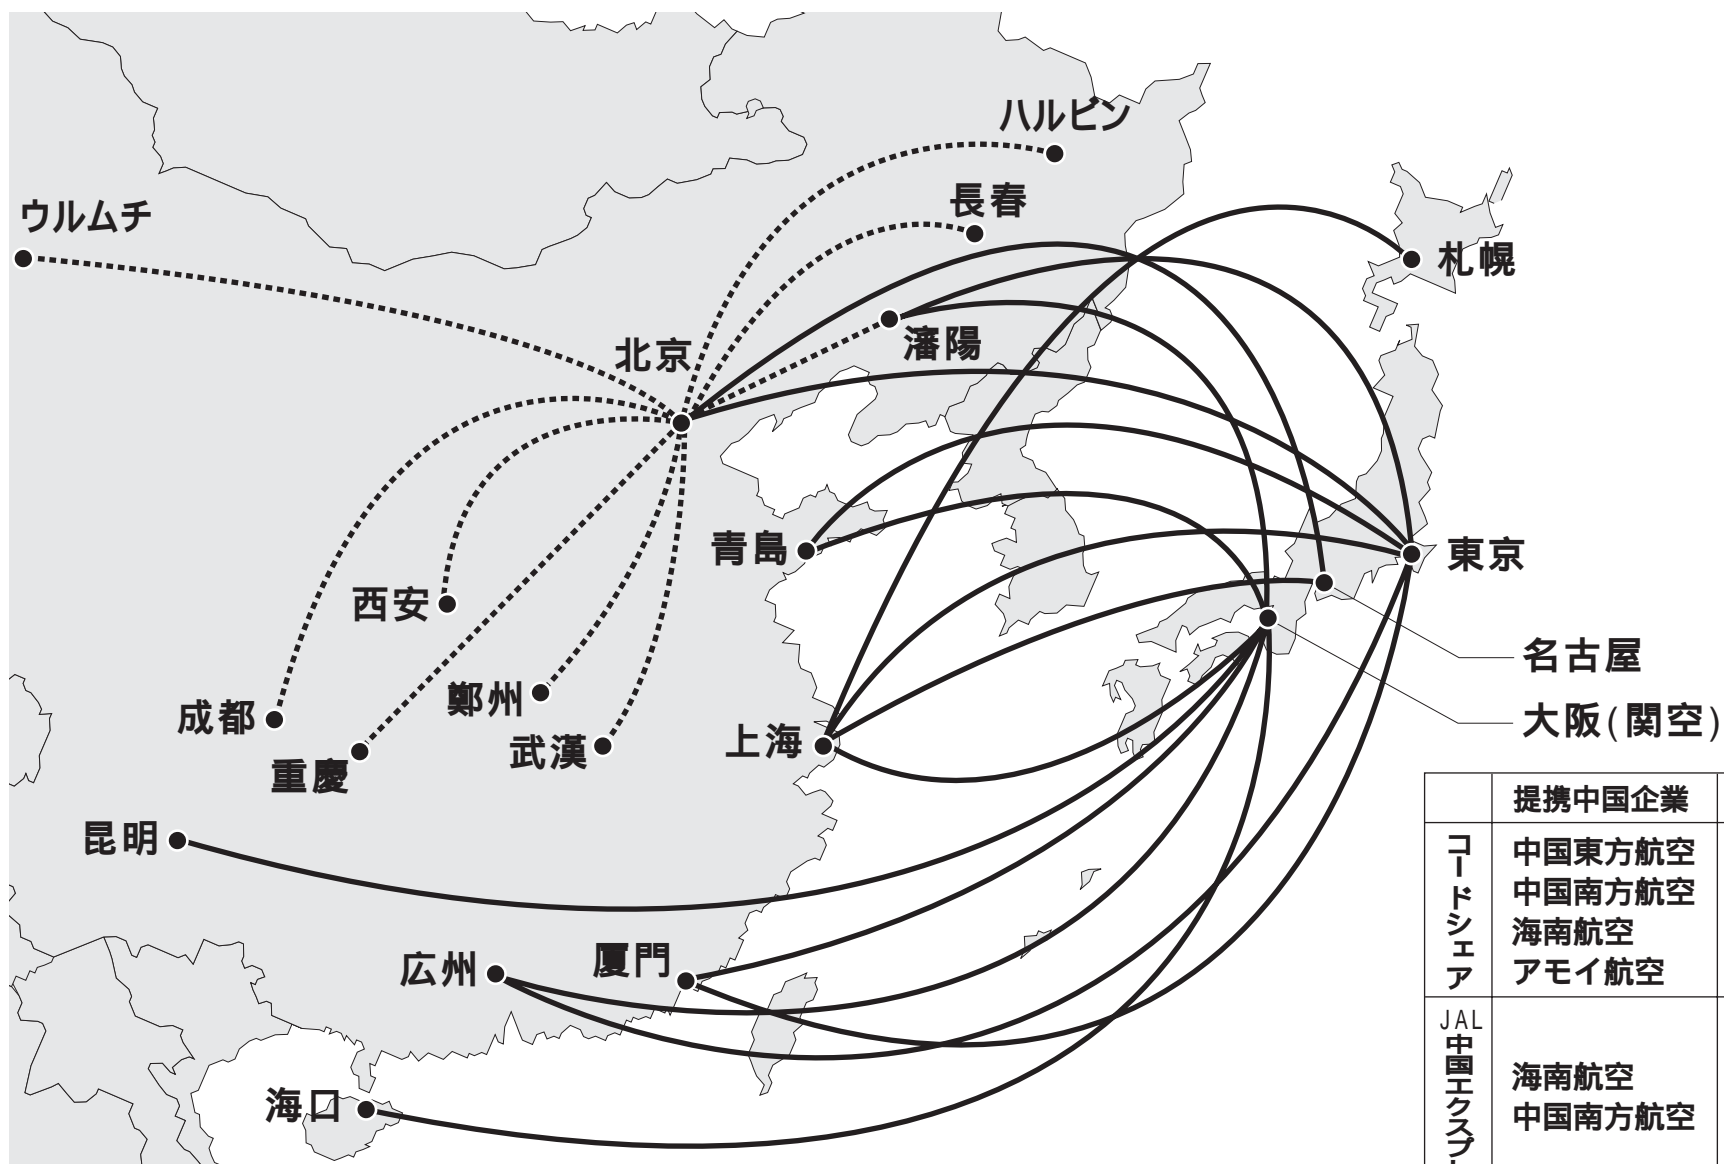 ハルビン
長春
ウルムチ
札幌
北京
瀋陽
青島
東京
西安
名古屋
成都
鄭州
大阪(関空)
武漢
上海
重慶
昆明
広州
厦門
海口
提携中国企業
コードシェア
中国東方航空
中国南方航空
海南航空
アモイ航空
JAL中国エクスプ
海南航空
中国南方航空